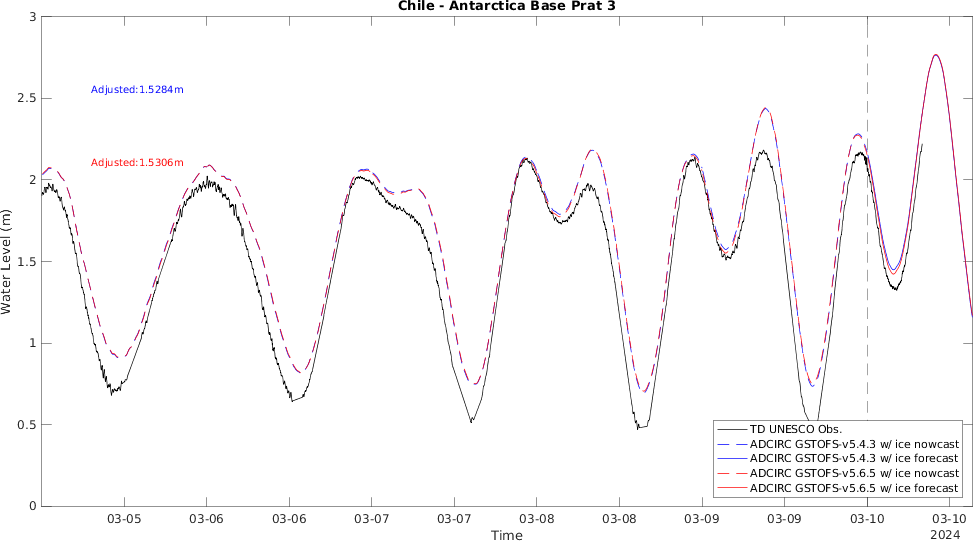 Chile - Antarctica Base Prat 3
3
2.5
2
1.5
1
0.5
0
Water Level (m)
Adjusted:1.5284m
Adjusted:1.5306m
TD UNESCO Obs.
ADCIRC GSTOFS-v5.4.3 w/ ice nowcast
ADCIRC GSTOFS-v5.4.3 w/ ice forecast
ADCIRC GSTOFS-v5.6.5 w/ ice nowcast
ADCIRC GSTOFS-v5.6.5 w/ ice forecast
03-05 03-06 03-06 03-07 03-07 03-08 03-08 03-09 03-09 03-10 03-10
2024
Time